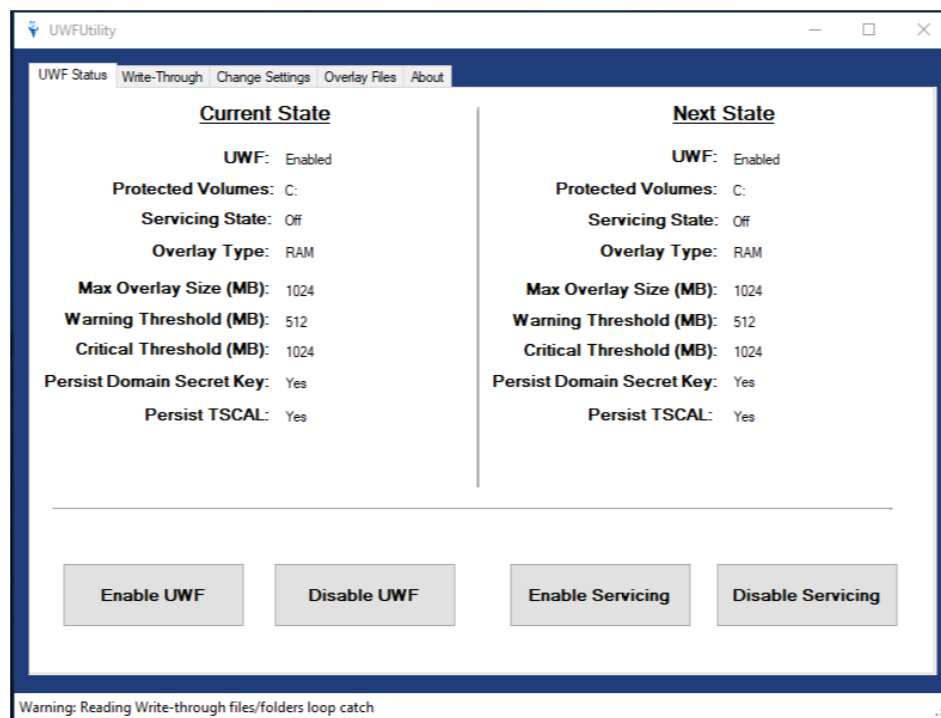 UWFUtility
UWF Status Write-Through Change Settings Overlay Files About
Current State
UWF: Enabled
Protected Volumes: C:
Servicing State: Off
Overlay Type: RAM
Max Overlay Size (MB): 1024
Warning Threshold (MB): 512
Critical Threshold (MB): 1024
Persist Domain Secret Key: Yes
Persist TSCAL: Yes
Next State
UWF: Enabled
Protected Volumes: C:
Servicing State: Off
Overlay Type: RAM
Max Overlay Size (MB): 1024
Warning Threshold (MB): 512
Critical Threshold (MB): 1024
Persist Domain Secret Key: Yes
Persist TSCAL: Yes
Enable UWF Disable UWF Enable Servicing Disable Servicing
Warning: Reading Write-through files/folders loop catch